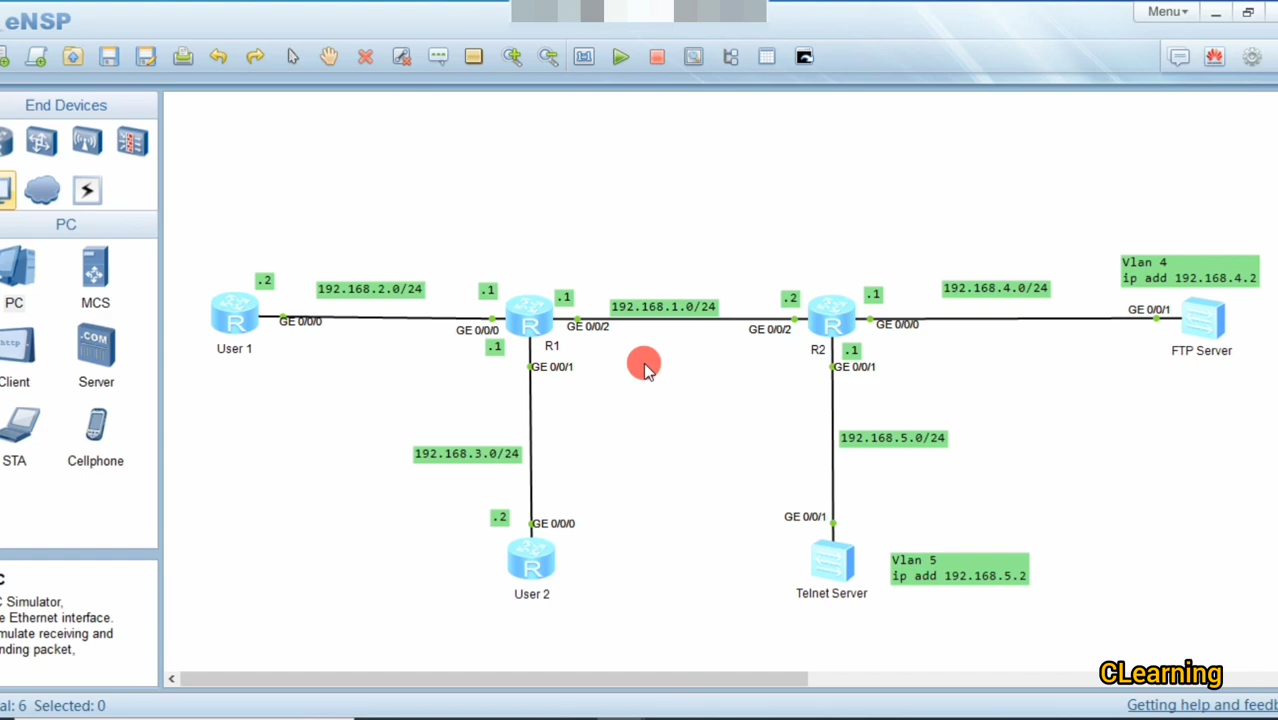 eNSP
Menu
End Devices
PC
PC
MCS
Client
Server
STA
Cellphone
C Simulator,
e Ethernet interface.
mulate receiving and
nding packet,
.2
192.168.2.0/24
GE 0/0/0
User 1
.1
GE 0/0/0
.1
R1
.1
GE 0/0/2
GE 0/0/1
192.168.1.0/24
.2
GE 0/0/2
R2
.1
GE 0/0/0
.1
GE 0/0/1
192.168.4.0/24
Vlan 4
ip add 192.168.4.2
GE 0/0/1
FTP Server
192.168.3.0/24
.2
GE 0/0/0
User 2
192.168.5.0/24
GE 0/0/1
Telnet Server
Vlan 5
ip add 192.168.5.2
CLearning
al: 6 Selected: 0
Getting help and feedb